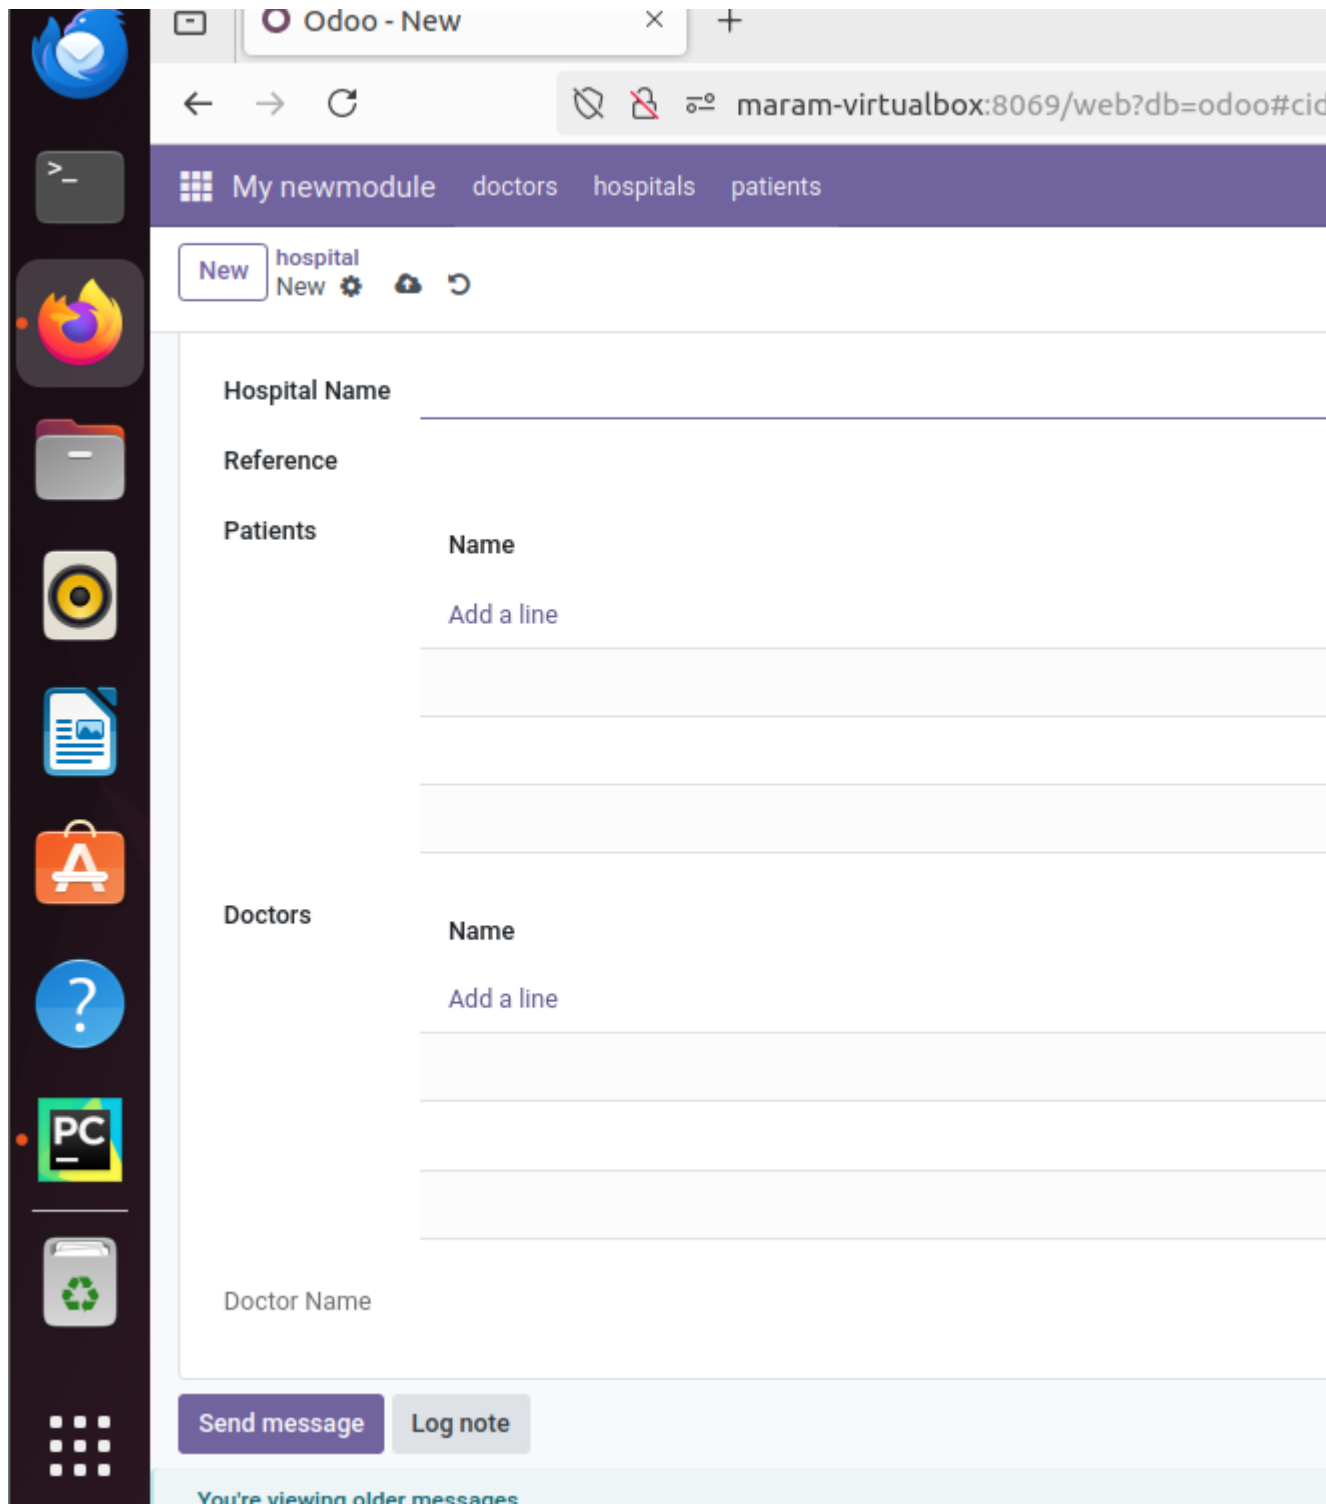 Odoo - New
maram-virtualbox:8069/web?db=odoo#cid
My newmodule doctors hospitals patients
New
hospital
New
Hospital Name
Reference
Patients
Name
Add a line
Doctors
Name
Add a line
Doctor Name
Send message Log note
You're viewing older messages
>_
A
?
PC